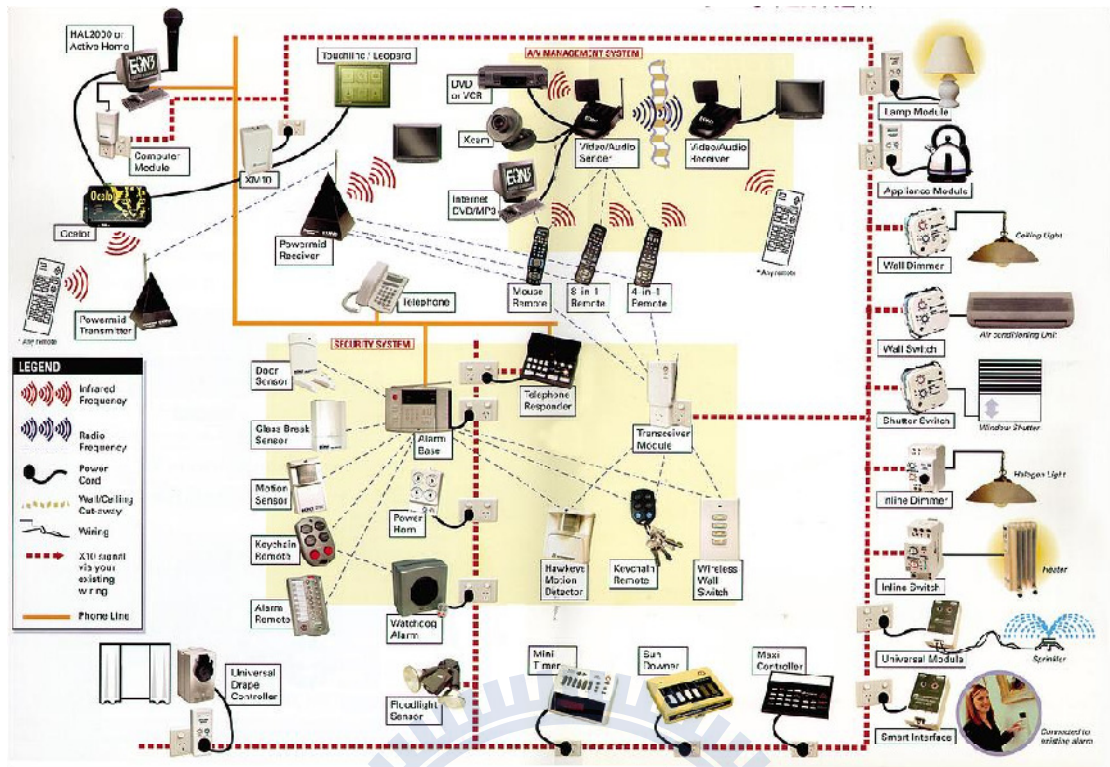 HAL2000 or
Active Home
Touchline / Leopard
A/V MANAGEMENT SYSTEM
DVD
or VCR
Xcam
Internet
DVD/MP3
Video/Audio
Sender
Video/Audio
Receiver
Lamp Module
Appliance Module
Computer
Module
XM10
Ocelot
Powermid
Receiver
Powermid
Transmitter
* Any remote
Mouse
Remote
8-in-1
Remote
4-in-1
Remote
* Any remote
Telephone
Wall Dimmer
Ceiling Light
Wall Switch
Air conditioning Unit
Shutter Switch
Window Shutter
Inline Dimmer
Halogen Light
Inline Switch
Heater
Universal Module
Sprinkler
Smart Interface
Connected to
existing alarm
SECURITY SYSTEM
Door
Sensor
Glass Break
Sensor
Motion
Sensor
Keychain
Remote
Alarm
Remote
Alarm
Base
Telephone
Responder
Transceiver
Module
Power
Horn
Watchdog
Alarm
Hawkeye
Motion
Detector
Keychain
Remote
Wireless
Wall
Switch
LEGEND
Infrared
Frequency
Radio
Frequency
Power
Cord
Wall/Ceiling
Cut-away
Wiring
X10 signal
via your
existing
wiring
Phone Line
Universal
Drape
Controller
Floodlight
Sensor
Mini
Timer
Sun
Downer
Maxi
Controller